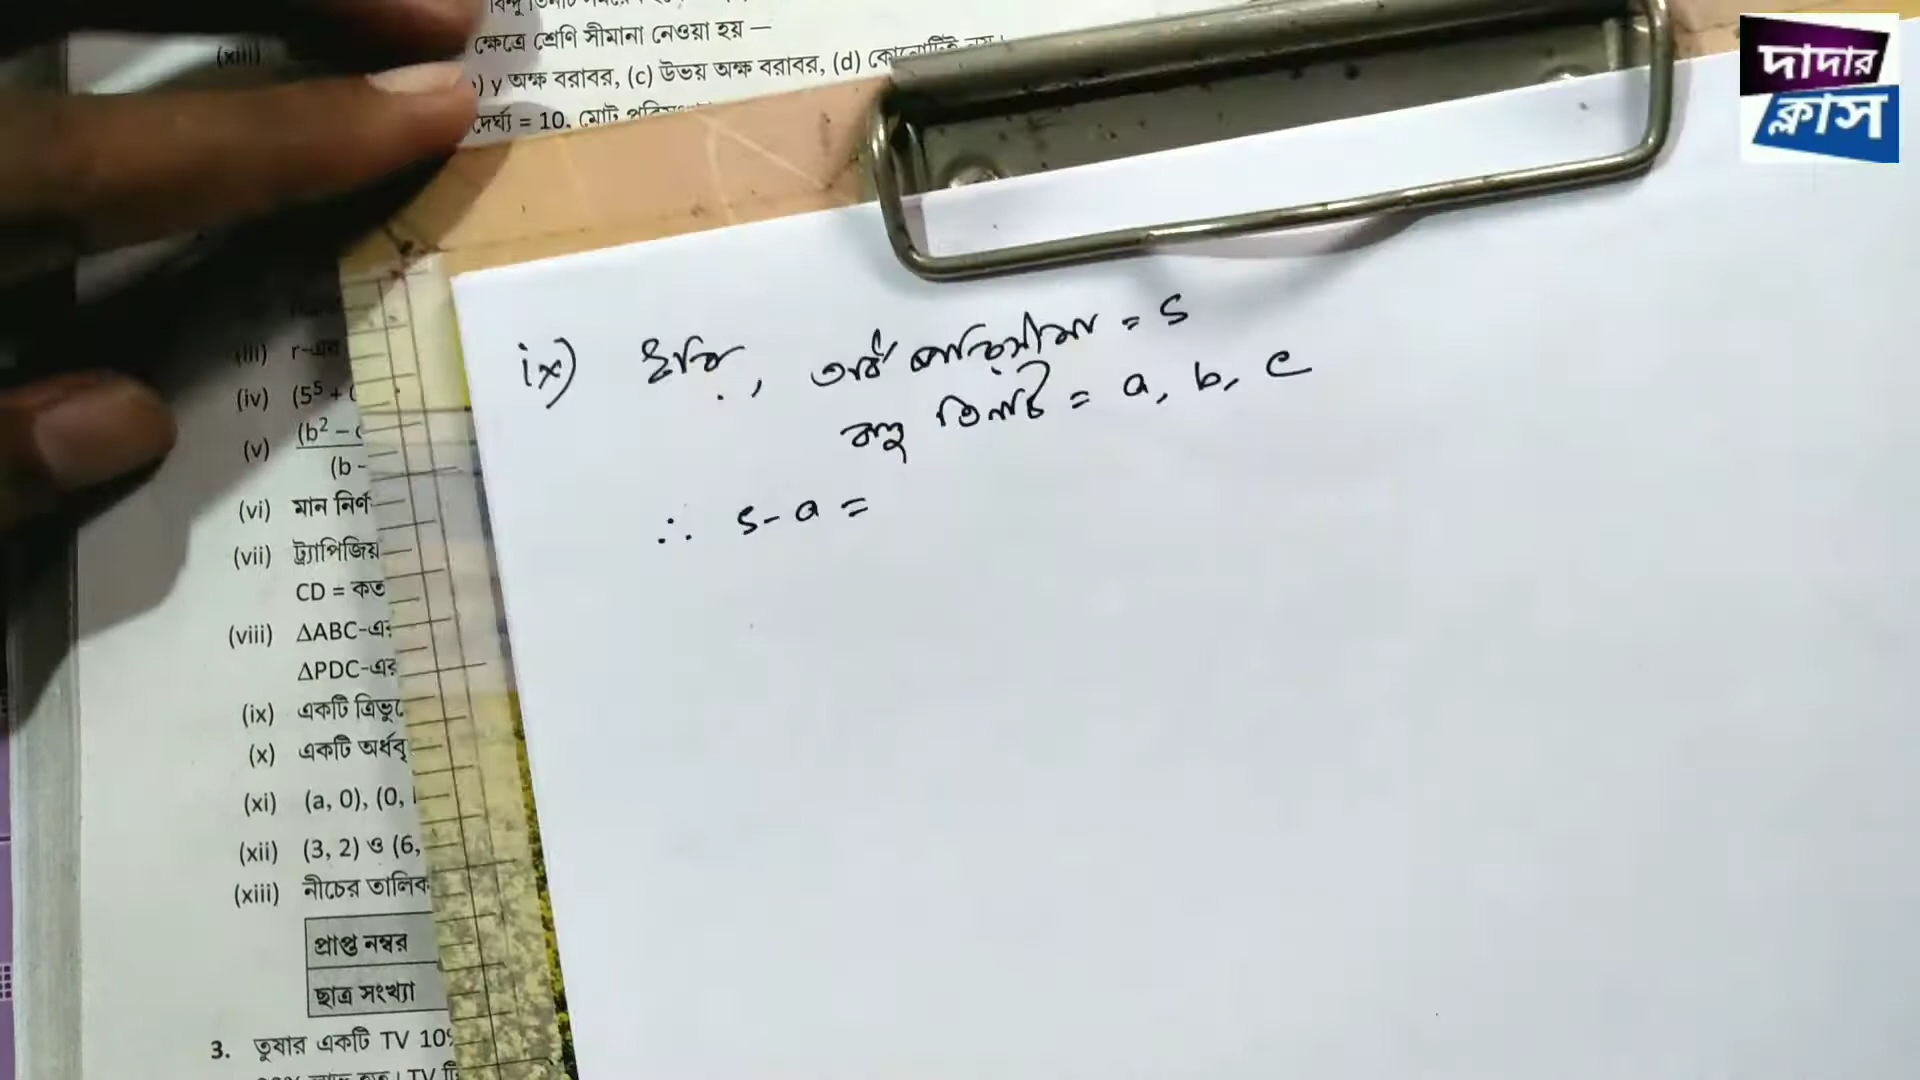 (xiii)
ক্ষেত্রে শ্রেণি সীমানা নেওয়া হয় —
) y অক্ষ বরাবর, (c) উভয় অক্ষ বরাবর, (d)
দৈর্ঘ্য = 10. মোট
দাদার
ক্লাস
ix) ধরি, অর্ধ পরিসীমা = s
বাহু তিনটি = a, b, c
∴ s - a =
(iii) r-এর
(iv) (5⁵ + (
(v) (b² – (
(b -
(vi) মান নির্ণ
(vii) ট্র্যাপিজিয়
CD = কত
(viii) ΔABC-এর
ΔPDC-এর
(ix) একটি ত্রিভুজে
(x) একটি অর্ধবৃ
(xi) (a, 0), (0,
(xii) (3, 2) ও (6,
(xiii) নীচের তালিক
প্রাপ্ত নম্বর
ছাত্র সংখ্যা
3. তুষার একটি TV 10%